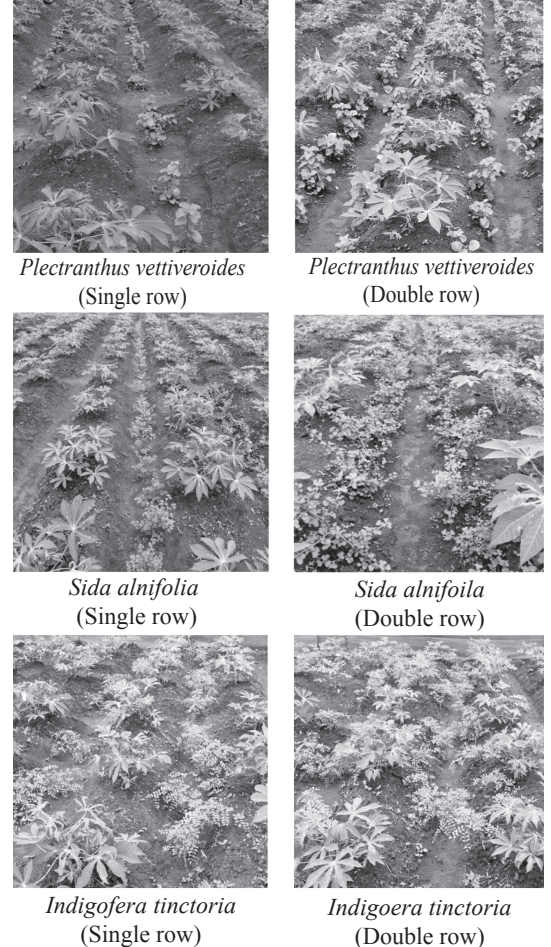 Plectranthus vettiveroides
(Single row)
Plectranthus vettiveroides
(Double row)
Sida alnifolia
(Single row)
Sida alnifoila
(Double row)
Indigofera tinctoria
(Single row)
Indigoera tinctoria
(Double row)